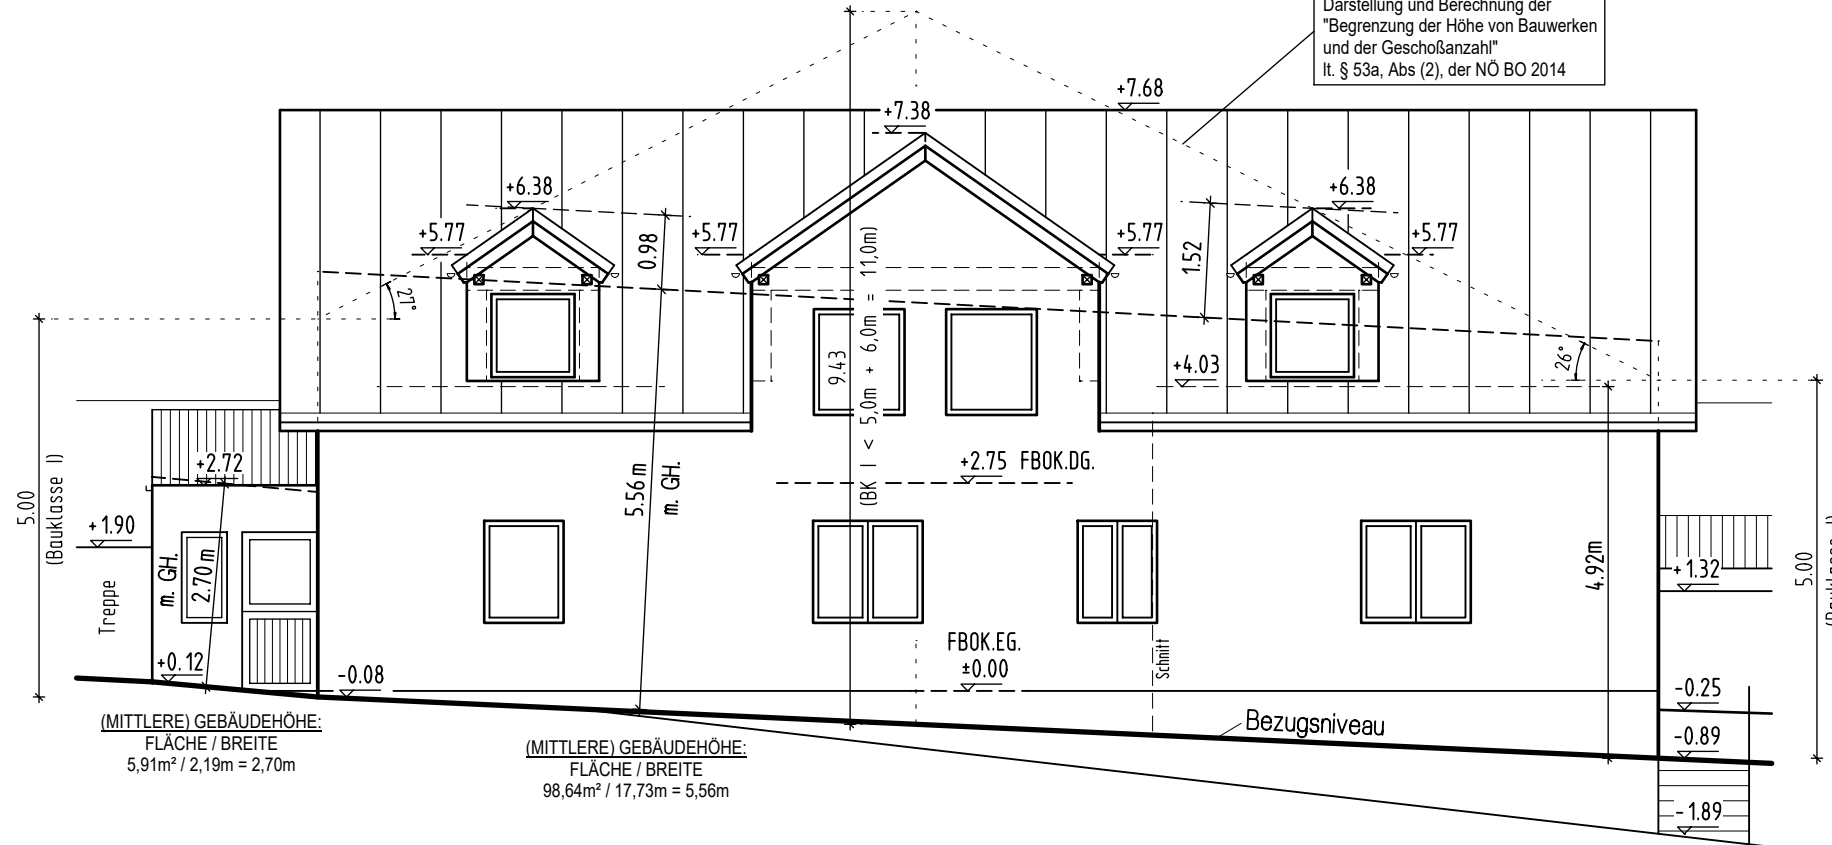 Darstellung und Berechnung der
"Begrenzung der Höhe von Bauwerken
und der Geschoßanzahl"
lt. § 53a, Abs (2), der NÖ BO 2014
+7.68
+7.38
+6.38
+6.38
+5.77
+5.77
+5.77
+5.77
0.98
1.52
27°
26°
9.43
(BK I < 5,0m + 6,0m = 11,0m)
+4.03
+2.75 FBOK.DG.
5.56 m
m. GH.
4.92m
5.00
(Bauklasse I)
+2.72
+1.90
Treppe
m. GH.
2.70 m
+0.12
-0.08
FBOK.EG.
±0.00
Schnitt
+1.32
5.00
-0.25
-0.89
-1.89
Bezugsniveau
(MITTLERE) GEBÄUDEHÖHE:
FLÄCHE / BREITE
5,91m² / 2,19m = 2,70m
(MITTLERE) GEBÄUDEHÖHE:
FLÄCHE / BREITE
98,64m² / 17,73m = 5,56m